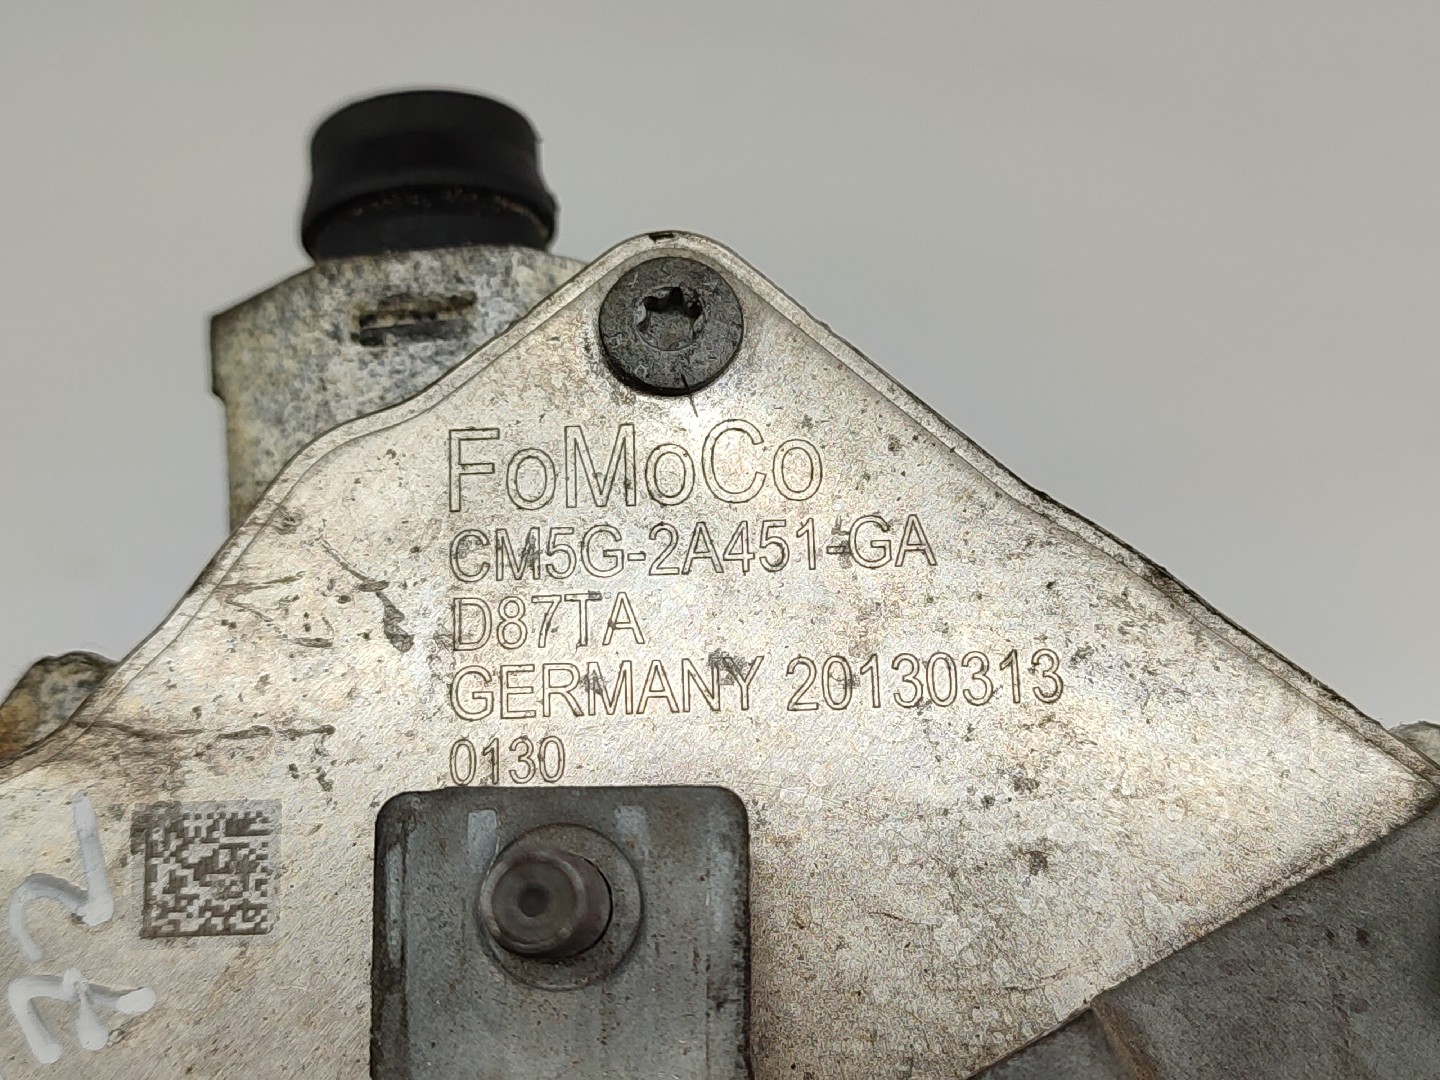 FoMoCo
CM5G-2A451-GA
D87TA
GERMANY 20130313
0130